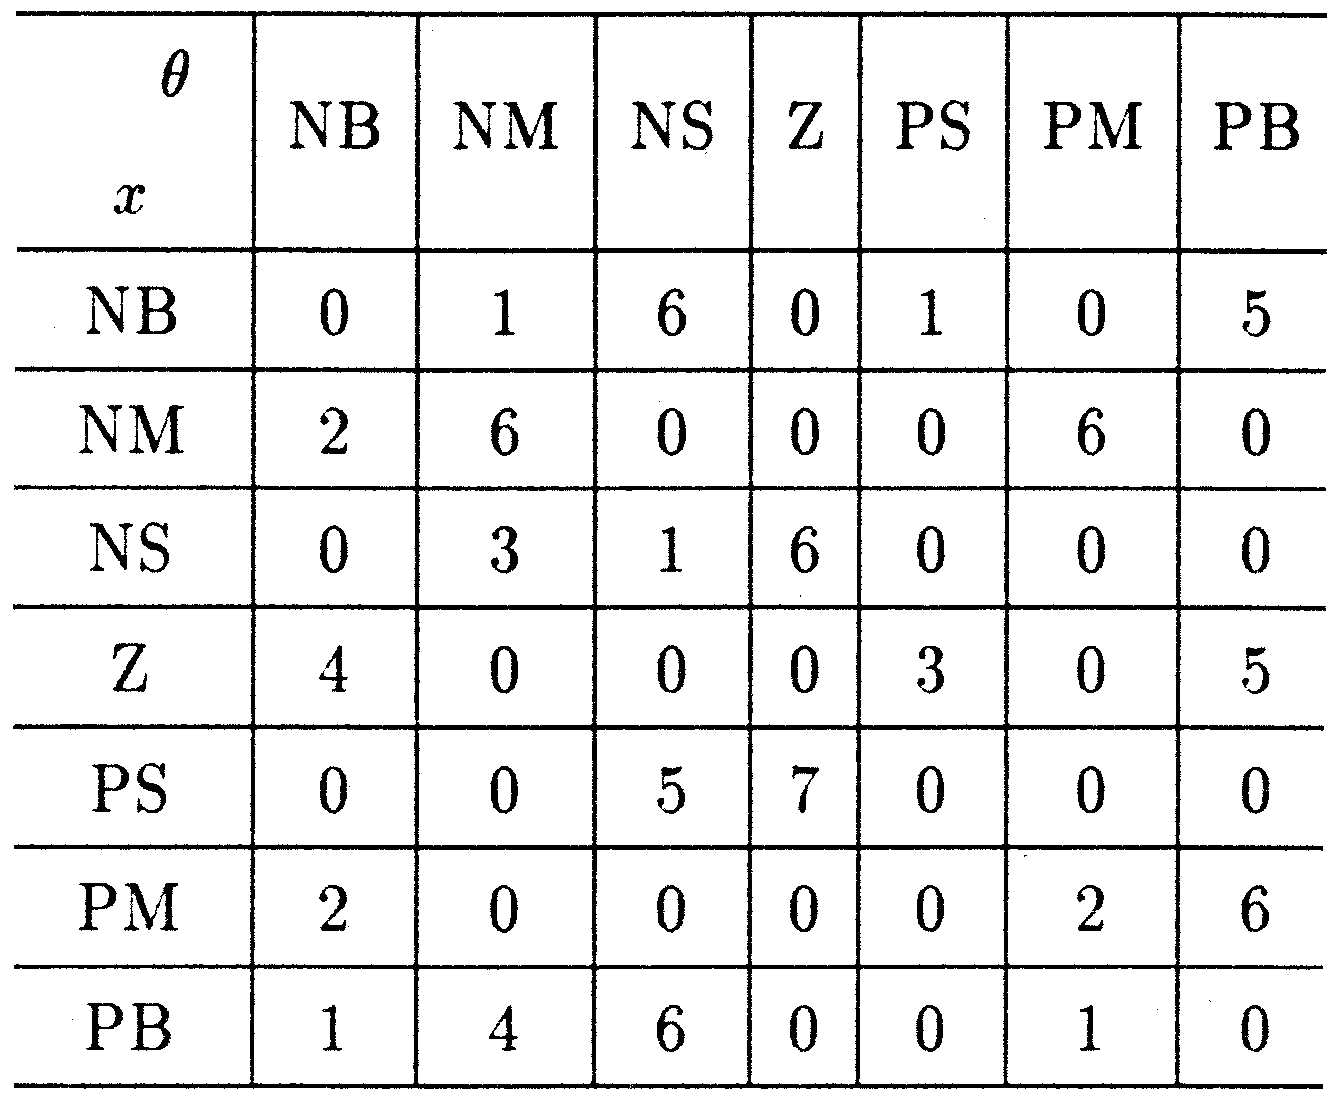 θ
NB NM NS Z PS PM PB
x
NB 0 1 6 0 1 0 5
NM 2 6 0 0 0 6 0
NS 0 3 1 6 0 0 0
Z 4 0 0 0 3 0 5
PS 0 0 5 7 0 0 0
PM 2 0 0 0 0 2 6
PB 1 4 6 0 0 1 0